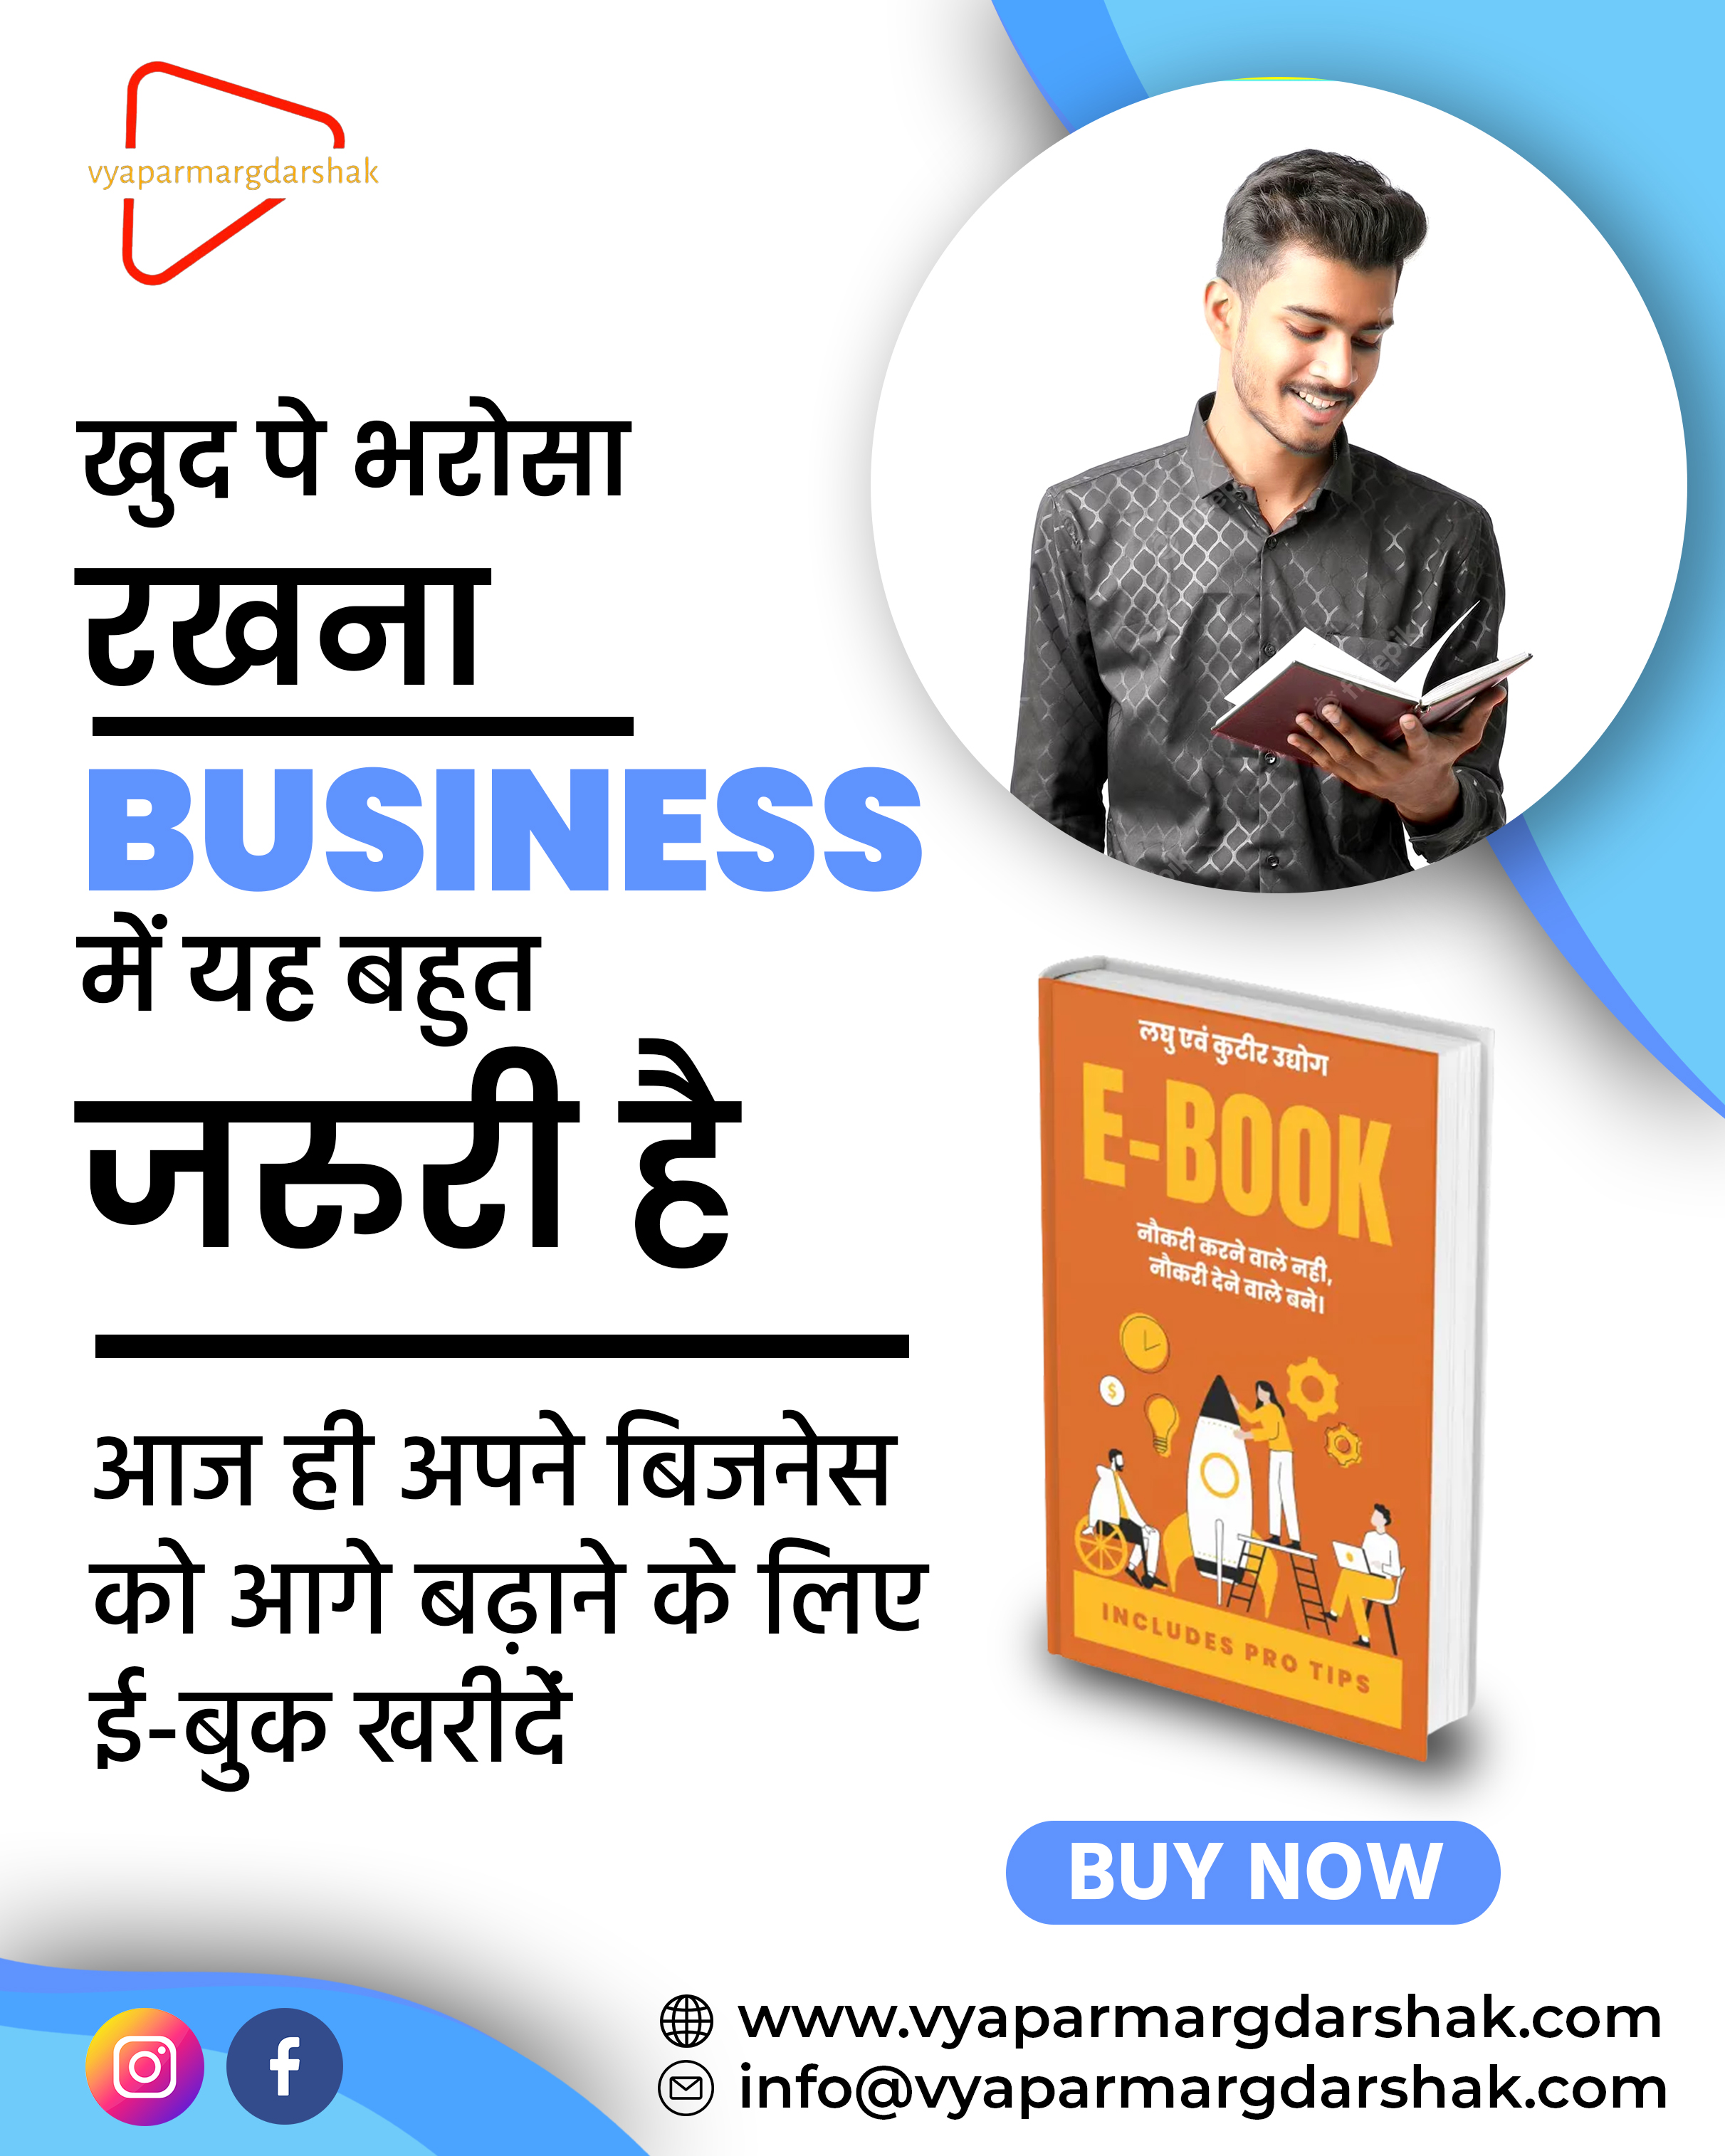 vyaparmargdarshak
खुद पे भरोसा
रखना
BUSINESS
में यह बहुत
जरुरी है
आज ही अपने बिजनेस
को आगे बढ़ाने के लिए
ई-बुक खरीदें
लघु एवं कुटीर उद्योग
E-BOOK
नौकरी करने वाले नही,
नौकरी देने वाले बने।
$
INCLUDES PRO TIPS
BUY NOW
www.vyaparmargdarshak.com
info@vyaparmargdarshak.com